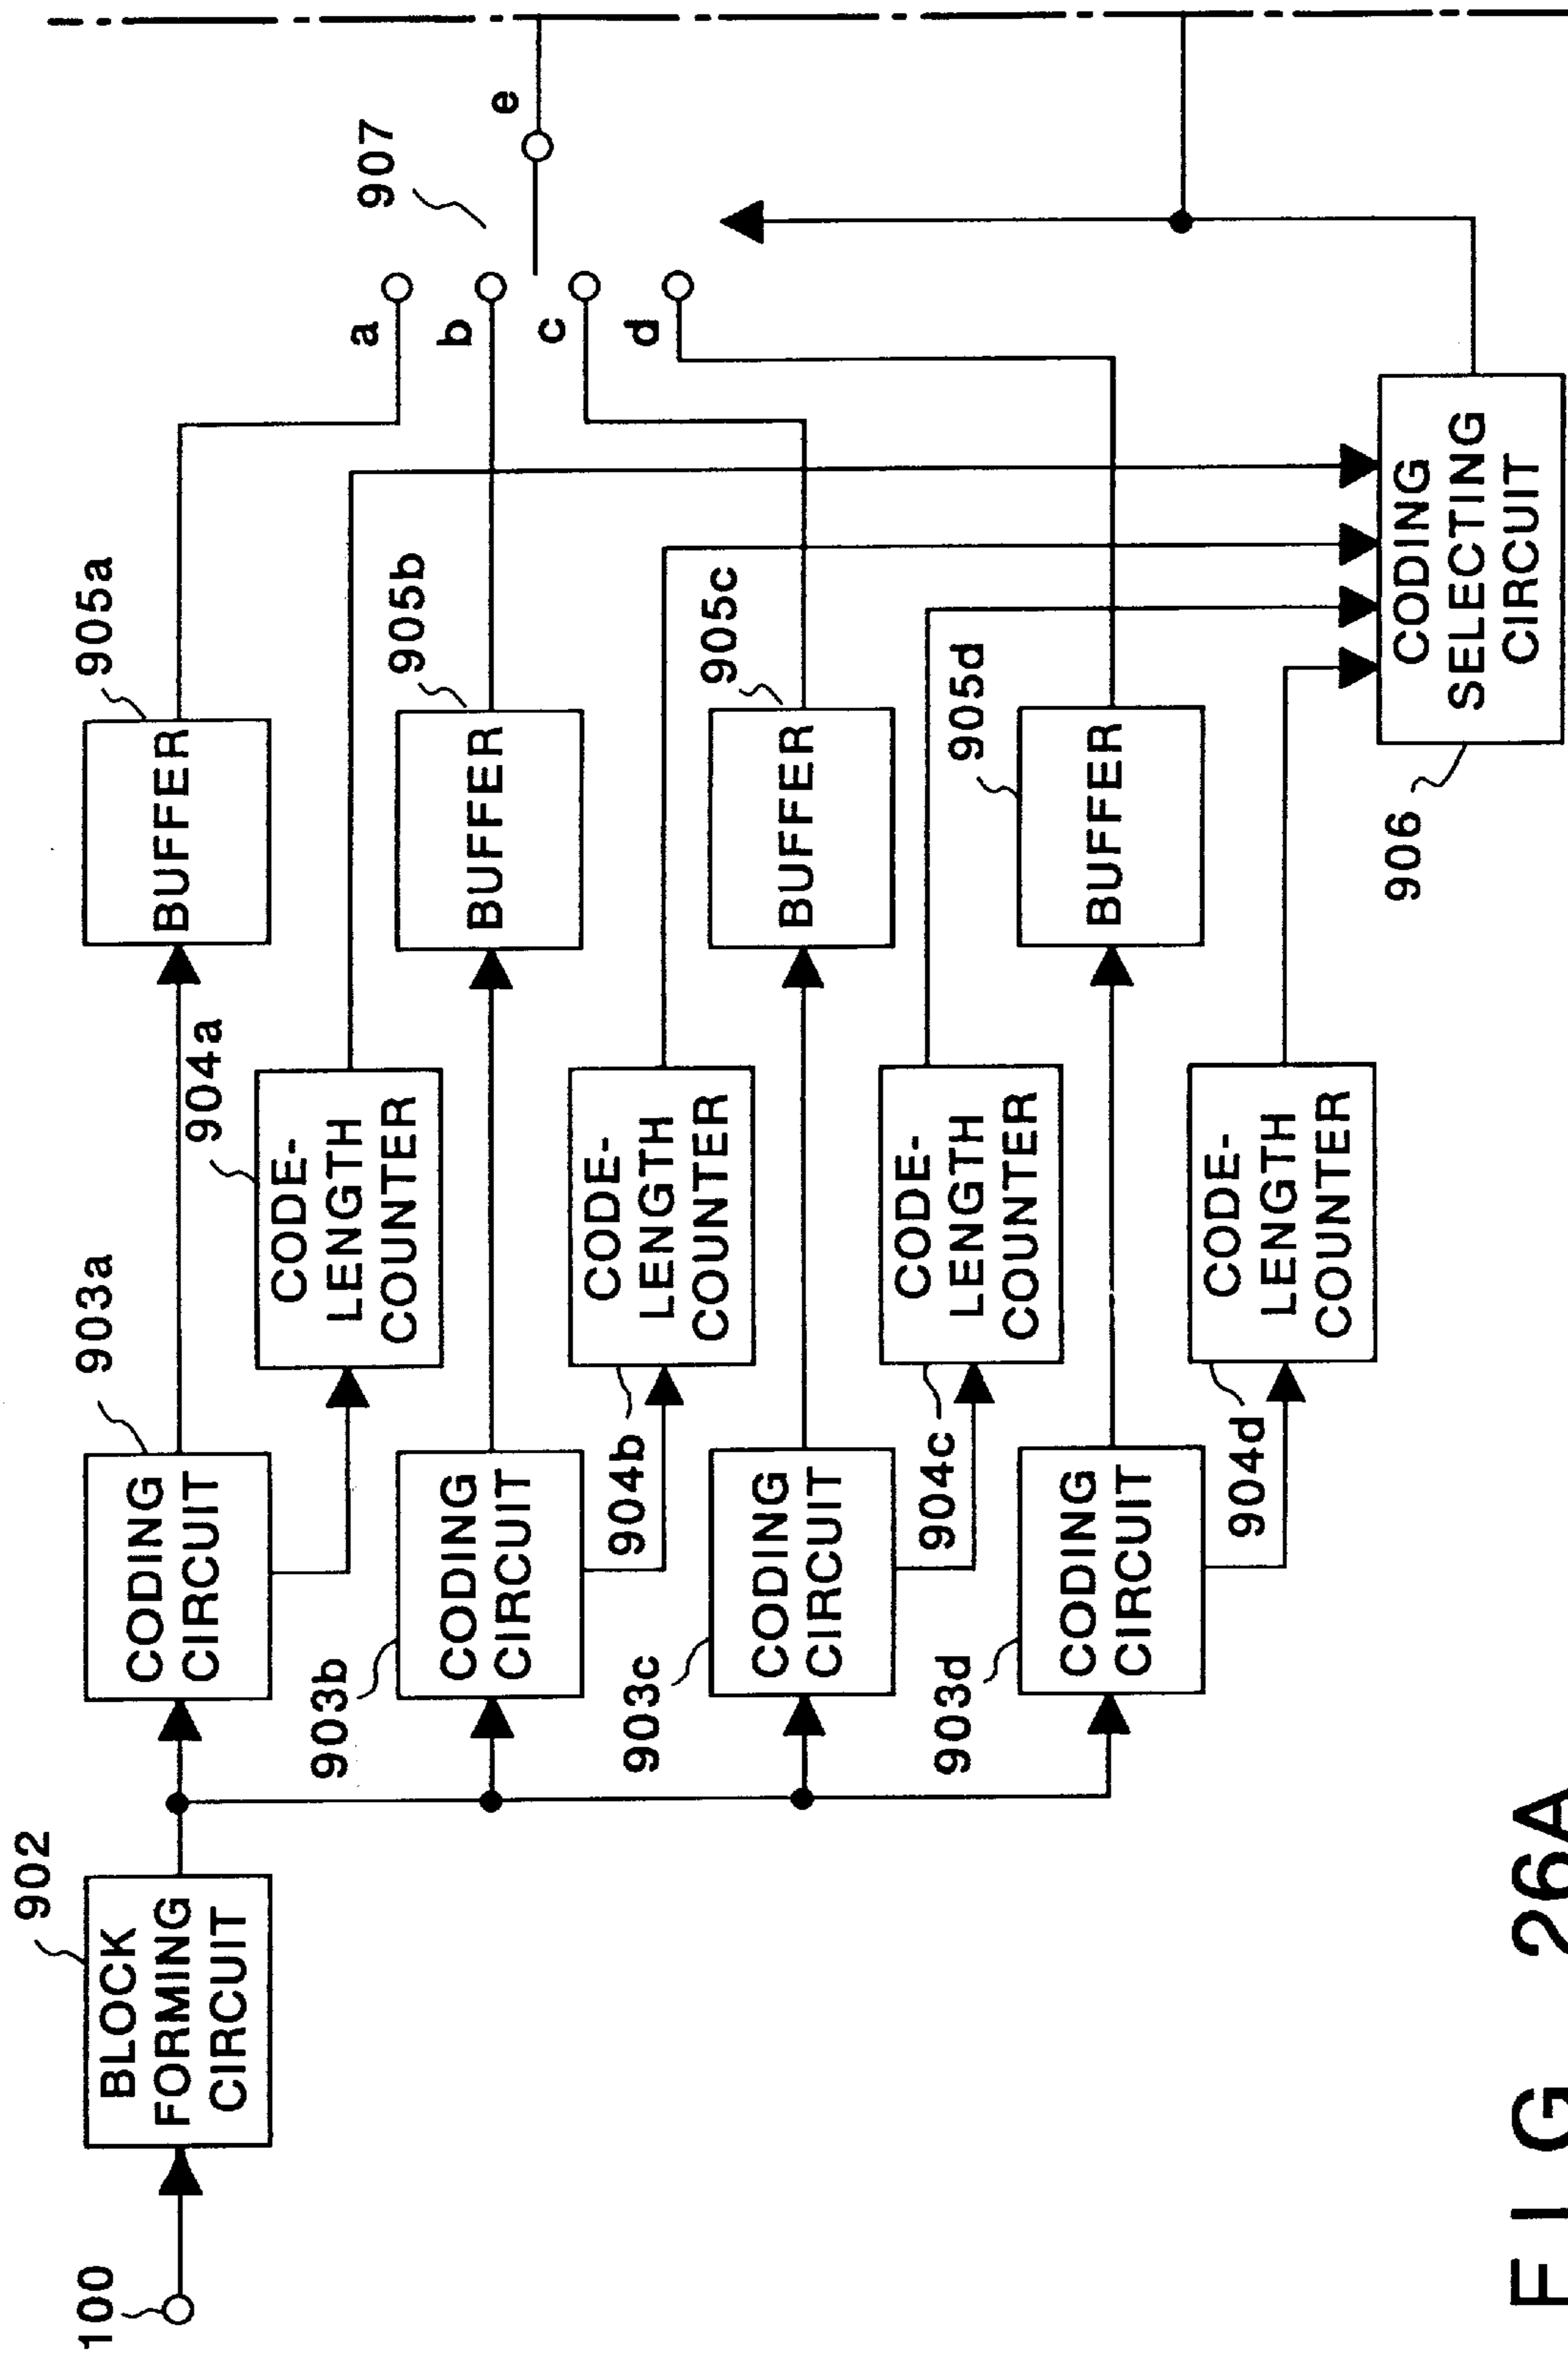 100
902
BLOCK
FORMING
CIRCUIT
903a
CODING
CIRCUIT
904a
CODE-
LENGTH
COUNTER
905a
BUFFER
903b
CODING
CIRCUIT
904b
CODE-
LENGTH
COUNTER
905b
BUFFER
903c
CODING
CIRCUIT
904c
CODE-
LENGTH
COUNTER
905c
BUFFER
903d
CODING
CIRCUIT
904d
CODE-
LENGTH
COUNTER
905d
BUFFER
a
b
c
d
907
e
906
CODING
SELECTING
CIRCUIT
FIG 26A